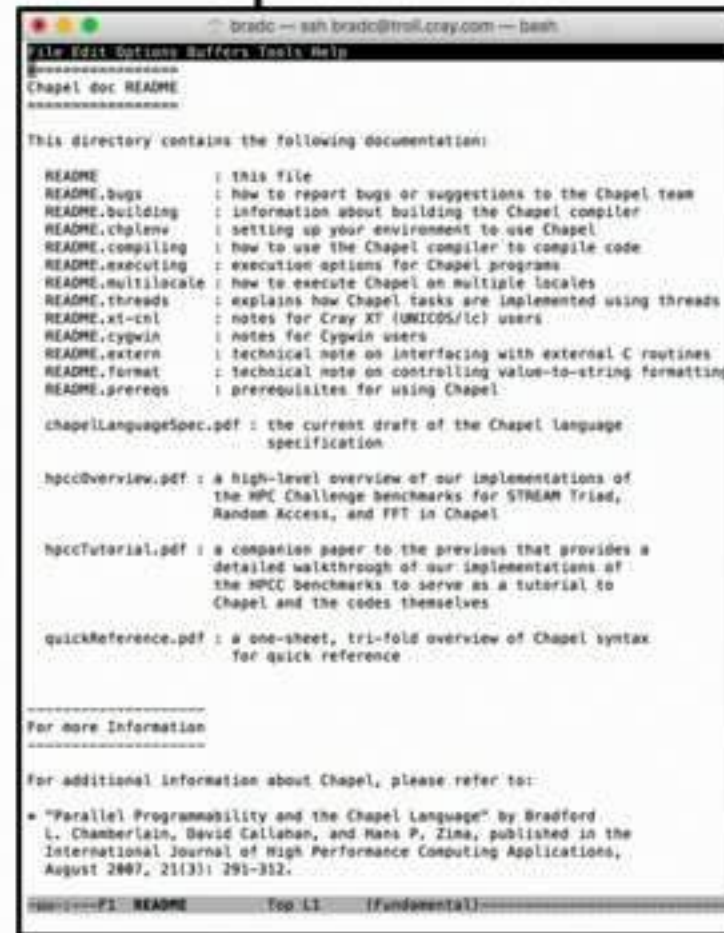 bradc — ssh bradc@troll.cray.com — bash
File Edit Options Buffers Tools Help
=================
Chapel doc README
=================
This directory contains the following documentation:
README : this file
README.bugs : how to report bugs or suggestions to the Chapel team
README.building : information about building the Chapel compiler
README.chplenv : setting up your environment to use Chapel
README.compiling : how to use the Chapel compiler to compile code
README.executing : execution options for Chapel programs
README.multilocale : how to execute Chapel on multiple locales
README.threads : explains how Chapel tasks are implemented using threads
README.xt-cnl : notes for Cray XT (UNICOS/lc) users
README.cygwin : notes for Cygwin users
README.extern : technical note on interfacing with external C routines
README.format : technical note on controlling value-to-string formatting
README.prereqs : prerequisites for using Chapel
chapelLanguageSpec.pdf : the current draft of the Chapel language
specification
hpccOverview.pdf : a high-level overview of our implementations of
the HPC Challenge benchmarks for STREAM Triad,
Random Access, and FFT in Chapel
hpccTutorial.pdf : a companion paper to the previous that provides a
detailed walkthrough of our implementations of
the HPCC benchmarks to serve as a tutorial to
Chapel and the codes themselves
quickReference.pdf : a one-sheet, tri-fold overview of Chapel syntax
for quick reference
--------------------
For more Information
--------------------
For additional information about Chapel, please refer to:
* "Parallel Programmability and the Chapel Language" by Bradford
L. Chamberlain, David Callahan, and Hans P. Zima, published in the
International Journal of High Performance Computing Applications,
August 2007, 21(3): 291-312.
-uu-:---F1 README Top L1 (Fundamental)